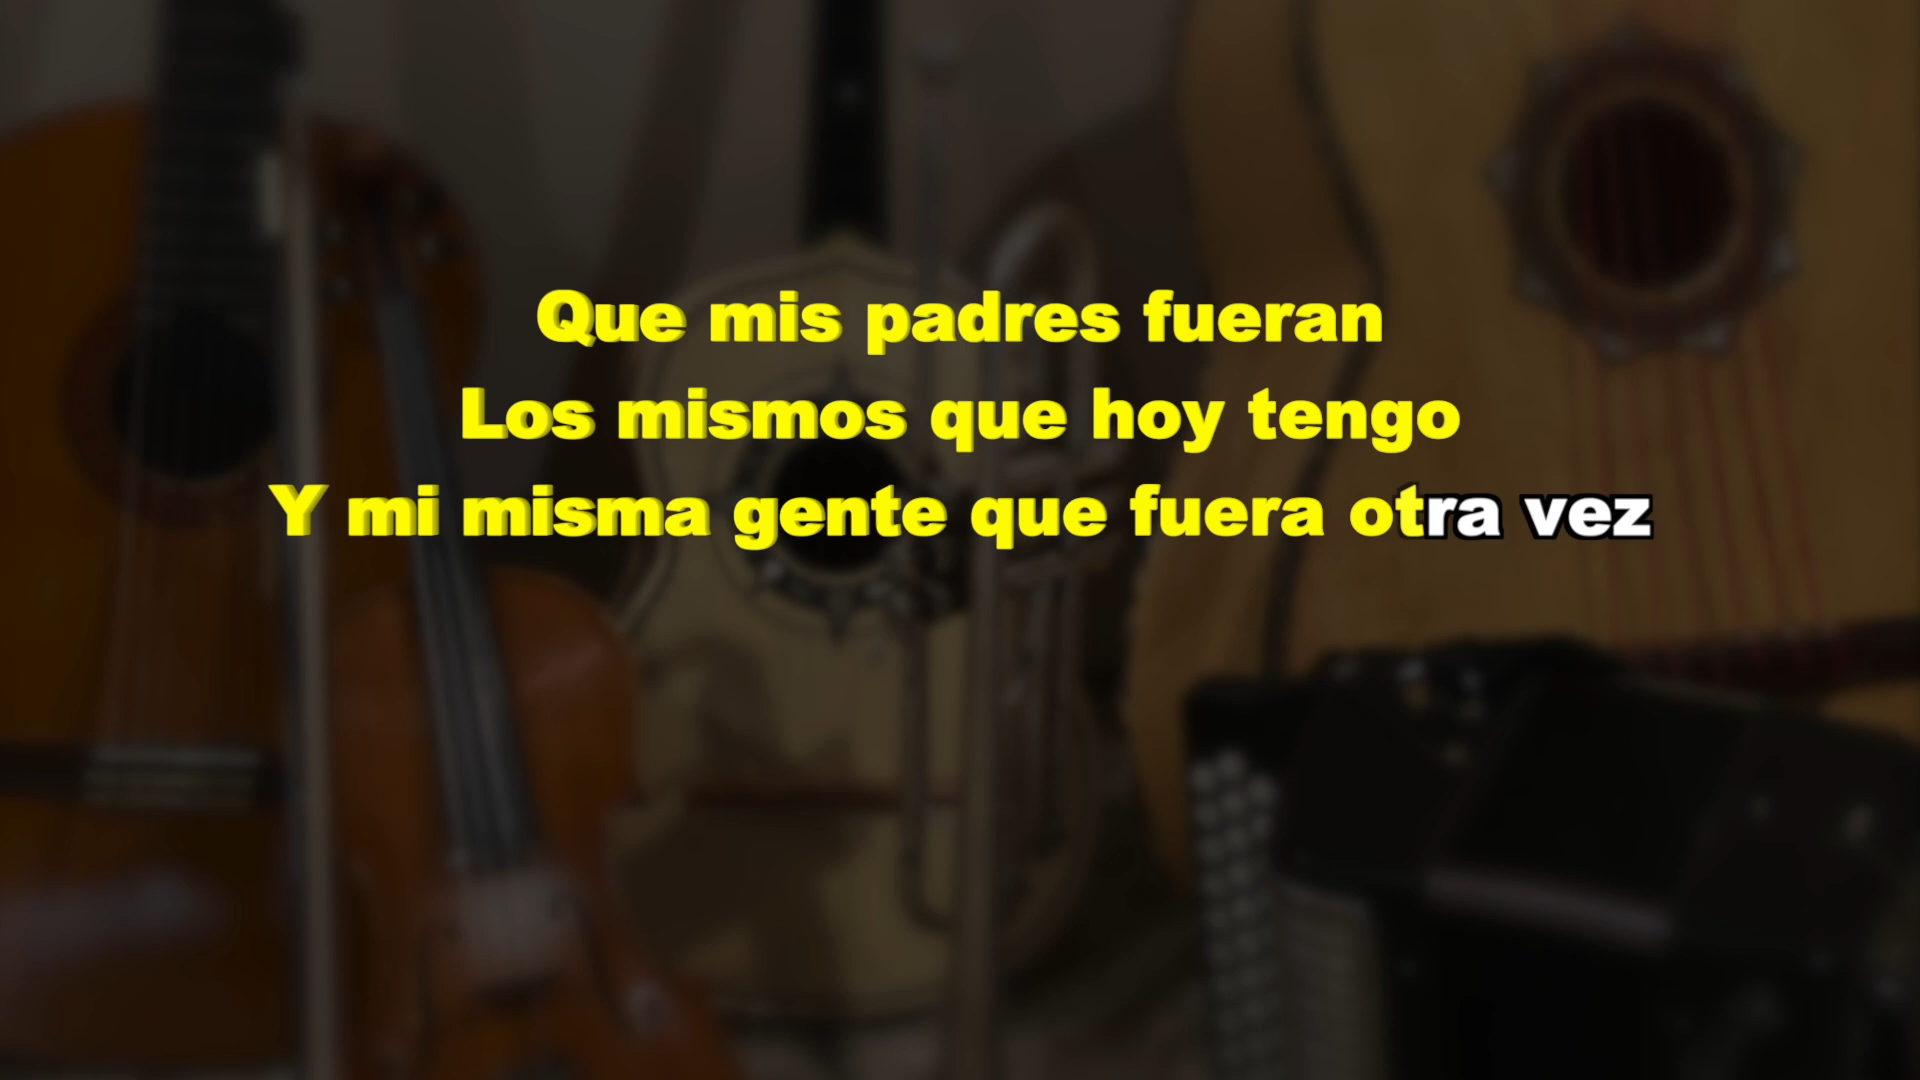 Que mis padres fueran
Los mismos que hoy tengo
Y mi misma gente que fuera otra vez